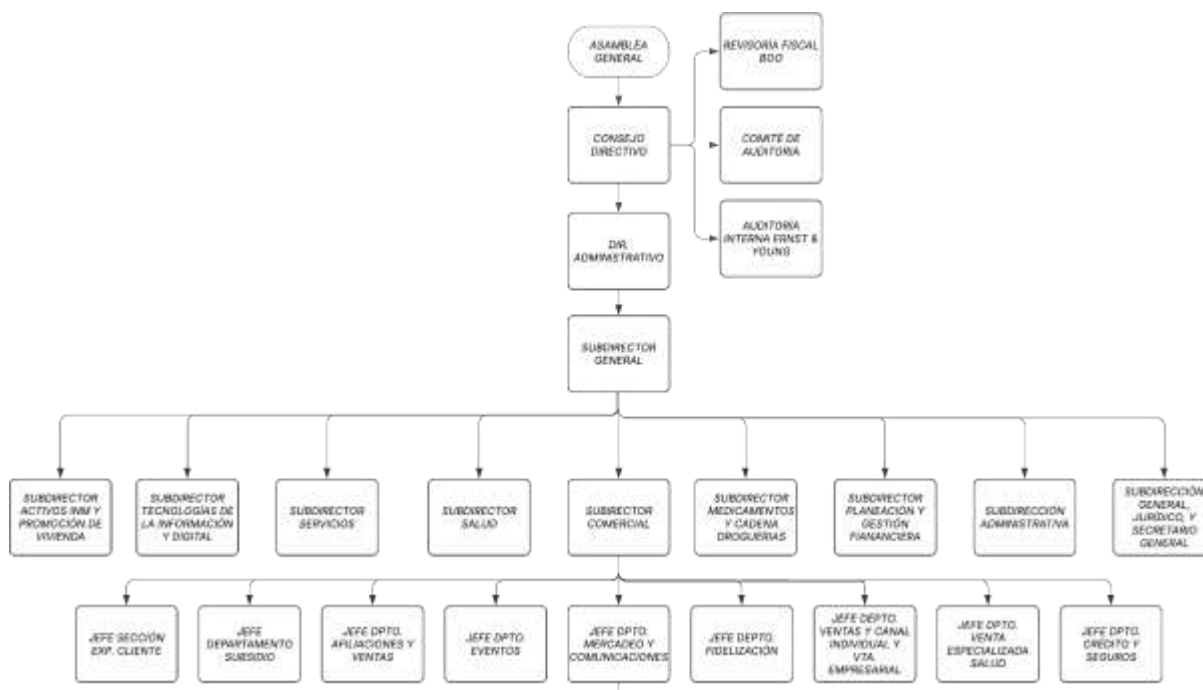 ASAMBLEA
GENERAL
REVISORÍA FISCAL
BDO
CONSEJO
DIRECTIVO
COMITÉ DE
AUDITORIA
DIR.
ADMINISTRATIVO
AUDITORIA
INTERNA ERNST &
YOUNG
SUBDIRECTOR
GENERAL
SUBDIRECTOR
ACTIVOS INM Y
PROMOCIÓN DE
VIVIENDA
SUBDIRECTOR
TECNOLOGÍAS DE
LA INFORMACIÓN
Y DIGITAL
SUBDIRECTOR
SERVICIOS
SUBDIRECTOR
SALUD
SUBDIRECTOR
COMERCIAL
SUBDIRECTOR
MEDICAMENTOS
Y CADENA
DROGUERIAS
SUBDIRECTOR
PLANEACIÓN Y
GESTIÓN
FIANANCIERA
SUBDIRECCIÓN
ADMINISTRATIVA
SUBDIRECCIÓN
GENERAL,
JURÍDICO, Y
SECRETARIO
GENERAL
JEFE SECCIÓN
EXP. CLIENTE
JEFE
DEPARTAMENTO
SUBSIDIO
JEFE DPTO.
AFILIACIONES Y
VENTAS
JEFE DPTO
EVENTOS
JEFE DPTO.
MERCADEO Y
COMUNICACIONES
JEFE DEPTO.
FIDELIZACIÓN
JEFE DEPTO.
VENTAS Y CANAL
INDIVIDUAL Y
VTA.
EMPRESARIAL
JEFE DPTO.
VENTA
ESPECIALIZADA
SALUD
JEFE DPTO.
CRÉDITO Y
SEGUROS